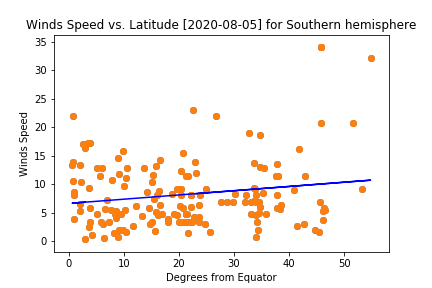 Winds Speed vs. Latitude [2020-08-05] for Southern hemisphere
35
30
25
20
15
10
5
0
Winds Speed
0 10 20 30 40 50
Degrees from Equator